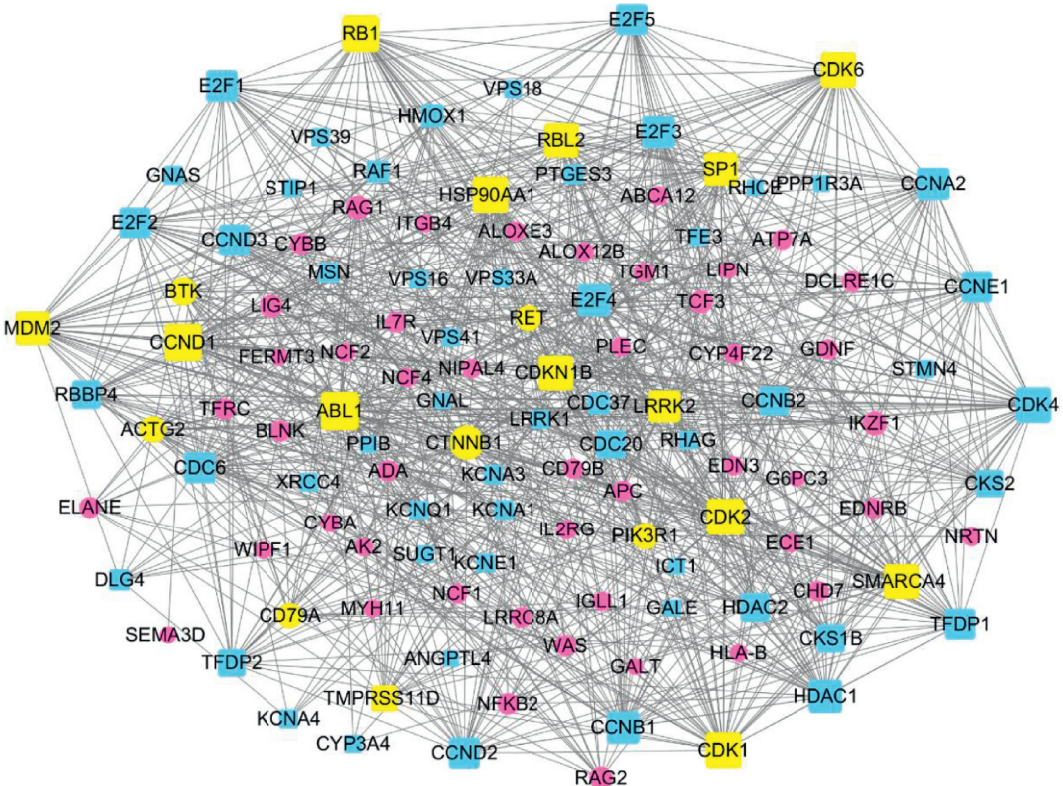 E2F5
RB1
CDK6
E2F1
VPS18
HMOX1
E2F3
VPS39
RBL2
SP1
GNAS
RAF1
PTGES3
STIP1
HSP90AA1
ABCA12
RHCE
PPP1R3A
CCNA2
RAG1
E2F2
ITGB4
ALOXE3
CCND3
CYBB
TFE3
ATP7A
ALOX12B
MSN
VPS16
VPS33A
TGM1
LIPN
DCLRE1C
CCNE1
BTK
LIG4
E2F4
TCF3
MDM2
CCND1
IL7R
RET
VPS41
PLEC
CYP4F22
GDNF
FERMT3
NCF2
NIPAL4
STMN4
NCF4
CDKN1B
RBBP4
GNAL
CDC37
LRRK2
CCNB2
CDK4
TFRC
ABL1
LRRK1
IKZF1
ACTG2
BLNK
PPIB
CTNNB1
CDC20
RHAG
CDC6
ADA
KCNA3
CD79B
EDN3
G6PC3
CKS2
XRCC4
APC
ELANE
KCNQ1
KCNA1
EDNRB
CYBA
IL2RG
PIK3R1
CDK2
NRTN
WIPF1
AK2
ECE1
SUGT1
KCNE1
ICT1
DLG4
SMARCA4
CD79A
MYH11
NCF1
IGLL1
GALE
HDAC2
CHD7
LRRC8A
TFDP1
SEMA3D
WAS
CKS1B
TFDP2
ANGPTL4
GALT
HLA-B
TMPRSS11D
NFKB2
HDAC1
KCNA4
CCNB1
CYP3A4
CCND2
CDK1
RAG2